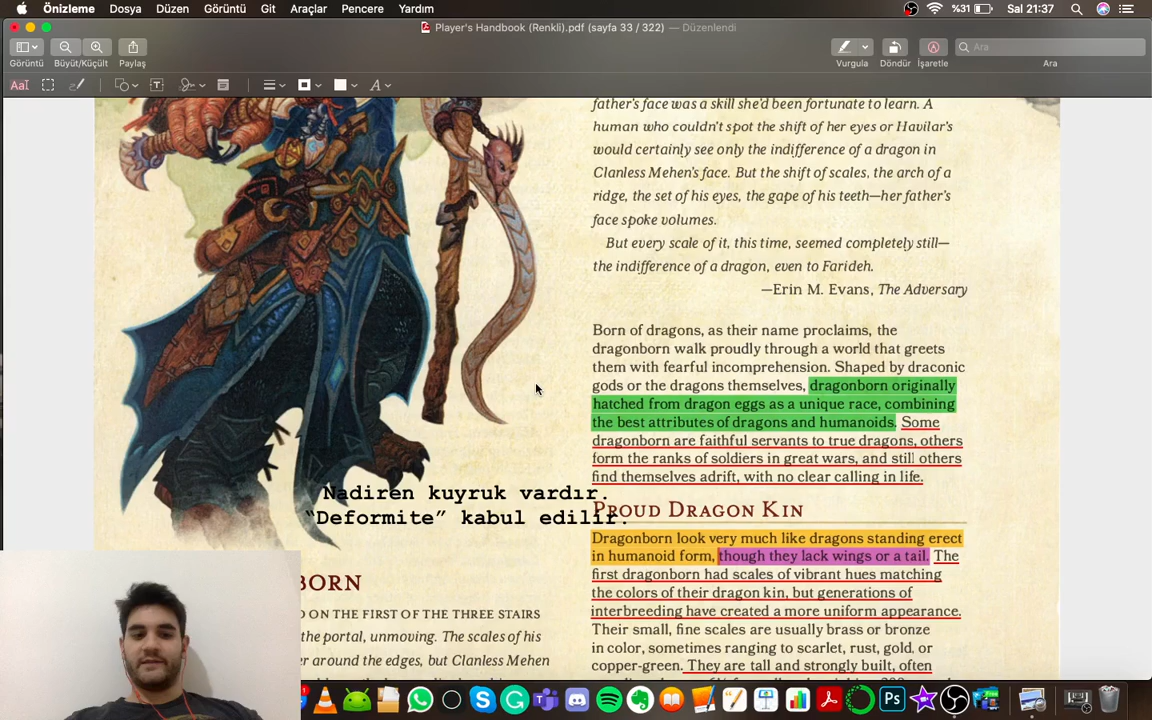 Önizleme Dosya Düzen Görüntü Git Araçlar Pencere Yardım %31 Sal 21:37
Player's Handbook (Renkli).pdf (sayfa 33 / 322) — Düzenlendi
Ara
Görüntü Büyüt/Küçült Paylaş Vurgula Döndür İşaretle Ara
father's face was a skill she'd been fortunate to learn. A
human who couldn't spot the shift of her eyes or Havilar's
would certainly see only the indifference of a dragon in
Clanless Mehen's face. But the shift of scales, the arch of a
ridge, the set of his eyes, the gape of his teeth—her father's
face spoke volumes.
But every scale of it, this time, seemed completely still—
the indifference of a dragon, even to Farideh.
—Erin M. Evans, The Adversary
Born of dragons, as their name proclaims, the
dragonborn walk proudly through a world that greets
them with fearful incomprehension. Shaped by draconic
gods or the dragons themselves, dragonborn originally
hatched from dragon eggs as a unique race, combining
the best attributes of dragons and humanoids. Some
dragonborn are faithful servants to true dragons, others
form the ranks of soldiers in great wars, and still others
find themselves adrift, with no clear calling in life.
Proud Dragon Kin
Dragonborn look very much like dragons standing erect
in humanoid form, though they lack wings or a tail. The
first dragonborn had scales of vibrant hues matching
the colors of their dragon kin, but generations of
interbreeding have created a more uniform appearance.
Their small, fine scales are usually brass or bronze
in color, sometimes ranging to scarlet, rust, gold, or
copper-green. They are tall and strongly built, often
Nadiren kuyruk vardır.
“Deformite” kabul edilir.
BORN
ON THE FIRST OF THE THREE STAIRS
the portal, unmoving. The scales of his
er around the edges, but Clanless Mehen